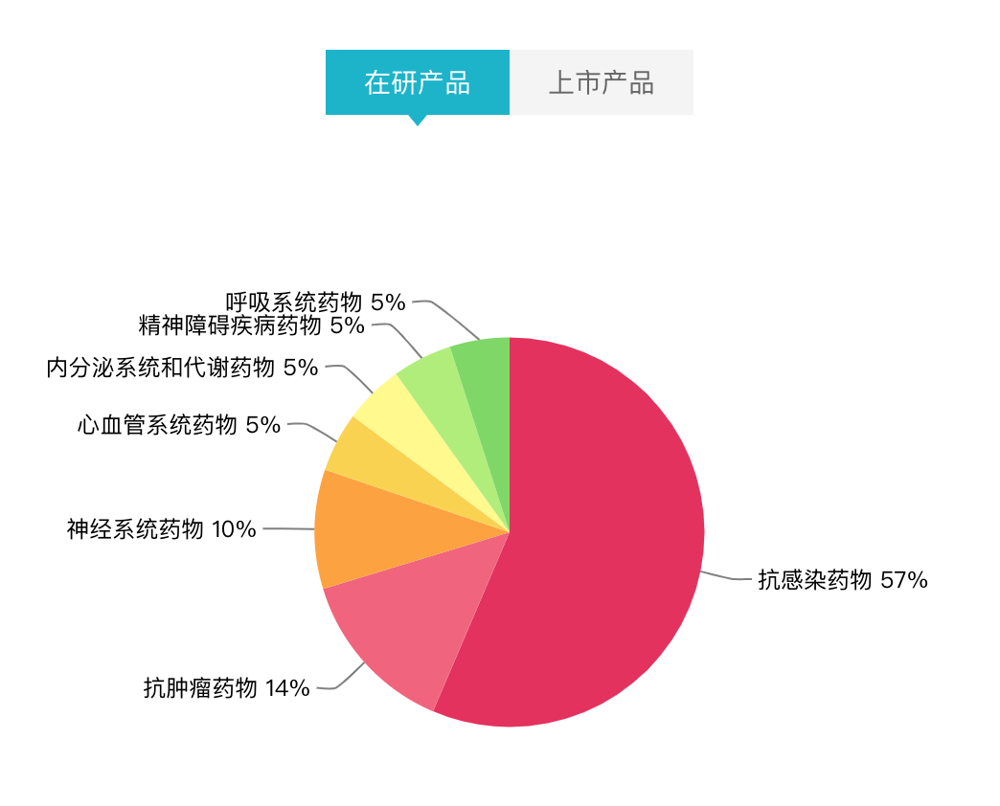 在研产品
上市产品
呼吸系统药物 5%
精神障碍疾病药物 5%
内分泌系统和代谢药物 5%
心血管系统药物 5%
神经系统药物 10%
抗感染药物 57%
抗肿瘤药物 14%